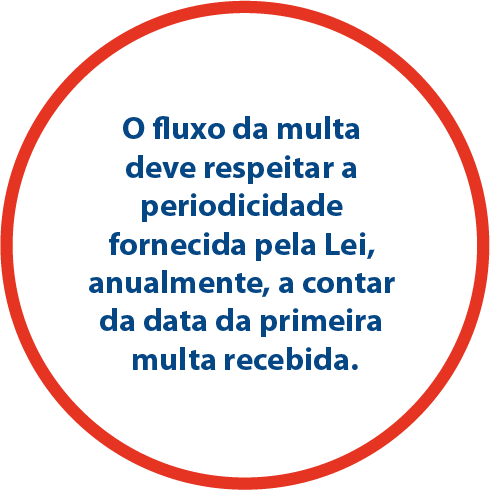 O fluxo da multa
deve respeitar a
periodicidade
fornecida pela Lei,
anualmente, a contar
da data da primeira
multa recebida.